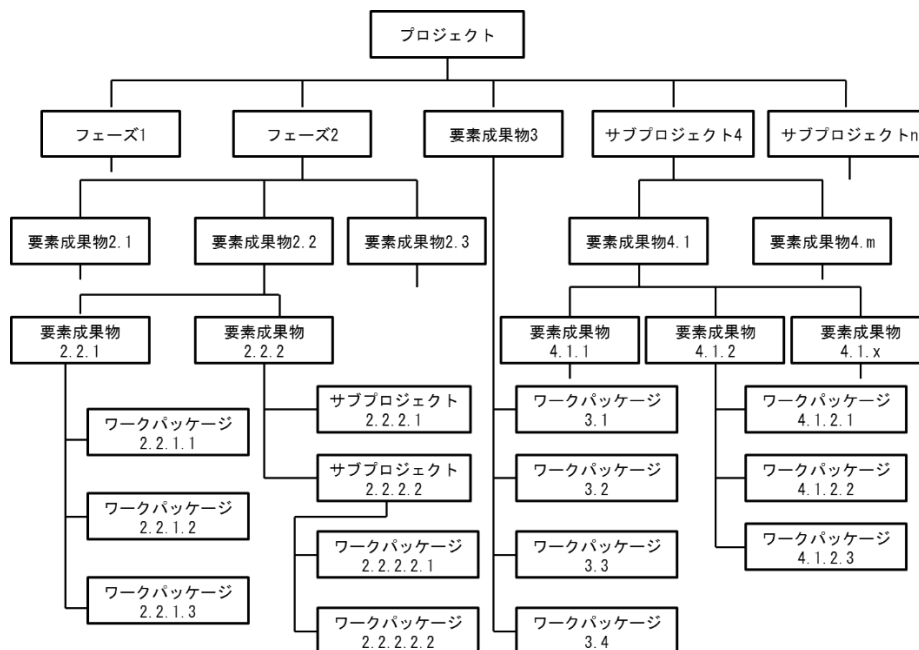 プロジェクト
フェーズ1
フェーズ2
要素成果物3
サブプロジェクト4
サブプロジェクトn
要素成果物2.1
要素成果物2.2
要素成果物2.3
要素成果物4.1
要素成果物4.m
要素成果物
2.2.1
要素成果物
2.2.2
要素成果物
4.1.1
要素成果物
4.1.2
要素成果物
4.1.x
ワークパッケージ
2.2.1.1
ワークパッケージ
2.2.1.2
ワークパッケージ
2.2.1.3
サブプロジェクト
2.2.2.1
サブプロジェクト
2.2.2.2
ワークパッケージ
2.2.2.2.1
ワークパッケージ
2.2.2.2.2
ワークパッケージ
3.1
ワークパッケージ
3.2
ワークパッケージ
3.3
ワークパッケージ
3.4
ワークパッケージ
4.1.2.1
ワークパッケージ
4.1.2.2
ワークパッケージ
4.1.2.3